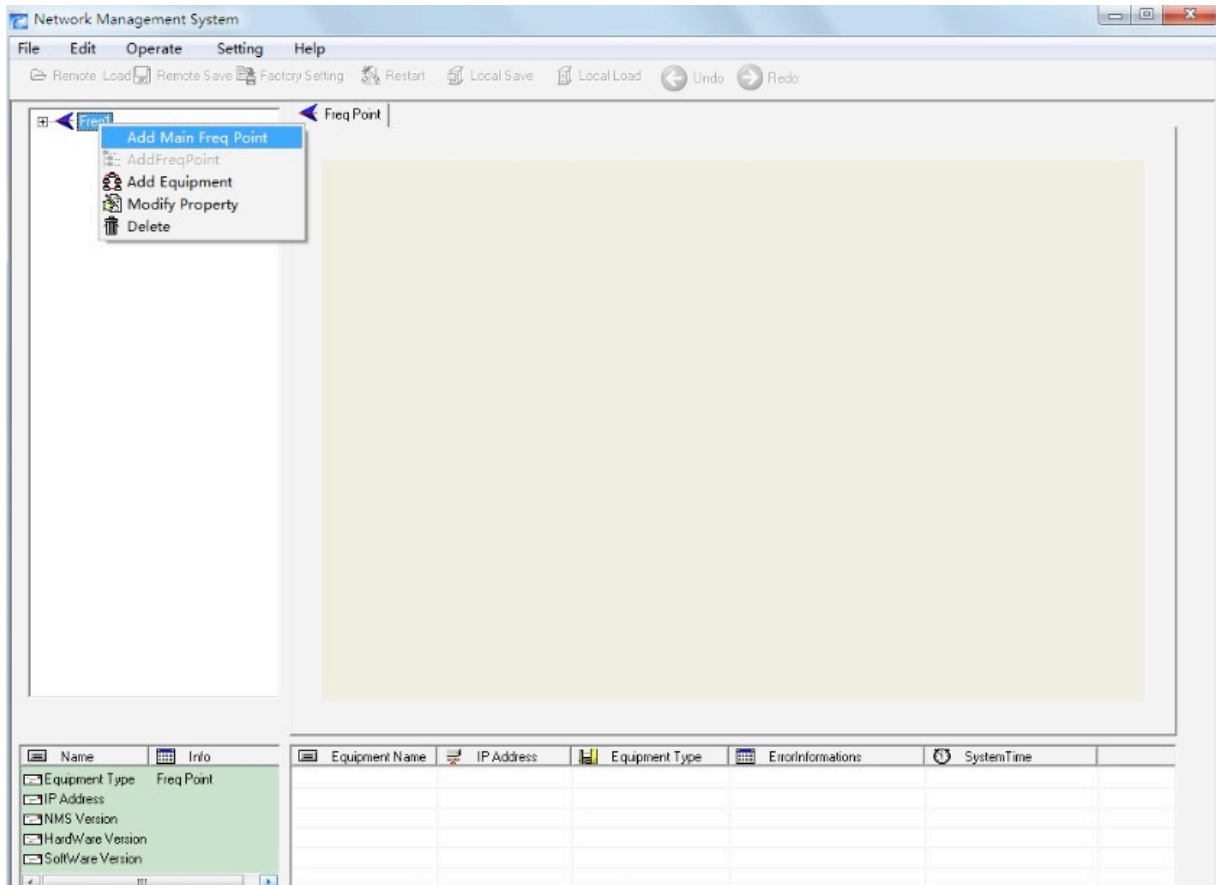 Network Management System
File Edit Operate Setting Help
Remote Load Remote Save Factory Setting Restart Local Save Local Load Undo Redo
Freq1
Freq Point
Add Main Freq Point
AddFreqPoint
Add Equipment
Modify Property
Delete
Name Info
Equipment Type Freq Point
IP Address
NMS Version
HardWare Version
SoftWare Version
Equipment Name IP Address Equipment Type ErrorInformations SystemTime